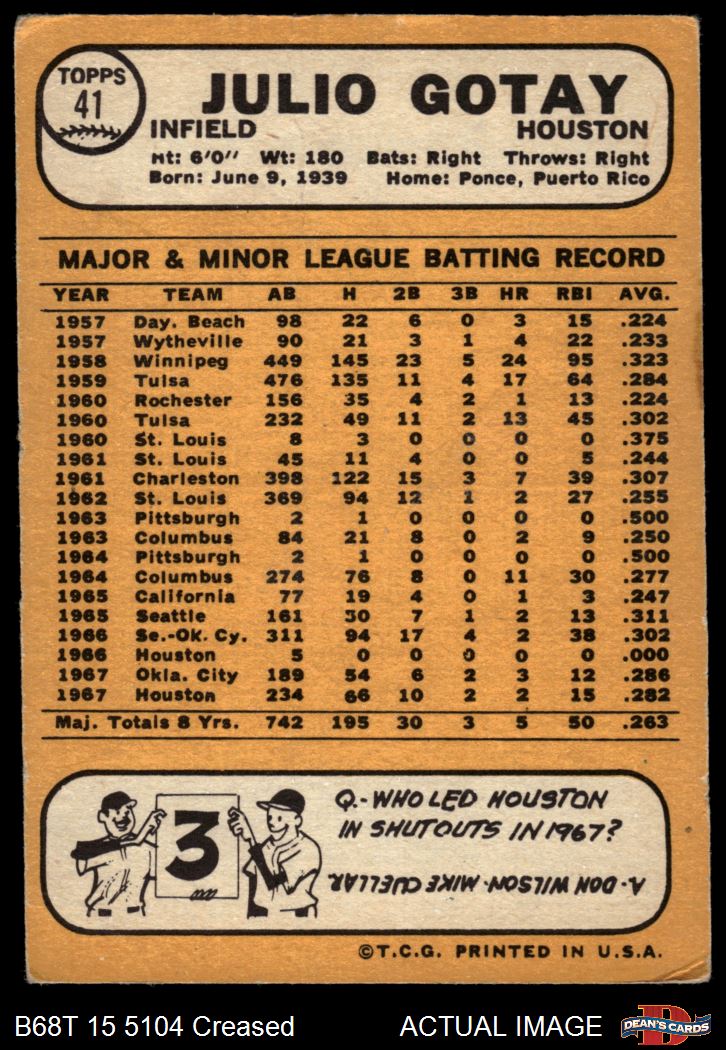 TOPPS
41
JULIO GOTAY
INFIELD HOUSTON
Ht: 6'0" Wt: 180 Bats: Right Throws: Right
Born: June 9, 1939 Home: Ponce, Puerto Rico
MAJOR & MINOR LEAGUE BATTING RECORD
YEAR TEAM AB H 2B 3B HR RBI AVG.
1957 Day. Beach 98 22 6 0 3 15 .224
1957 Wytheville 90 21 3 1 4 22 .233
1958 Winnipeg 449 145 23 5 24 95 .323
1959 Tulsa 476 135 11 4 17 64 .284
1960 Rochester 156 35 4 2 1 13 .224
1960 Tulsa 232 49 11 2 13 45 .302
1960 St. Louis 8 3 0 0 0 0 .375
1961 St. Louis 45 11 4 0 0 5 .244
1961 Charleston 398 122 15 3 7 39 .307
1962 St. Louis 369 94 12 1 2 27 .255
1963 Pittsburgh 2 1 0 0 0 0 .500
1963 Columbus 84 21 8 0 2 9 .250
1964 Pittsburgh 2 1 0 0 0 0 .500
1964 Columbus 274 76 8 0 11 30 .277
1965 California 77 19 4 0 1 3 .247
1965 Seattle 161 50 7 1 2 13 .311
1966 Se.-Ok. Cy. 311 94 17 4 2 38 .302
1966 Houston 5 0 0 0 0 0 .000
1967 Okla. City 189 54 6 2 3 12 .286
1967 Houston 234 66 10 2 2 15 .282
Maj. Totals 8 Yrs. 742 195 30 3 5 50 .263
3
Q.-WHO LED HOUSTON
IN SHUTOUTS IN 1967?
A.- DON WILSON-MIKE CUELLAR
©T.C.G. PRINTED IN U.S.A.
B68T 15 5104 Creased ACTUAL IMAGE
D
DEAN'S CARDS